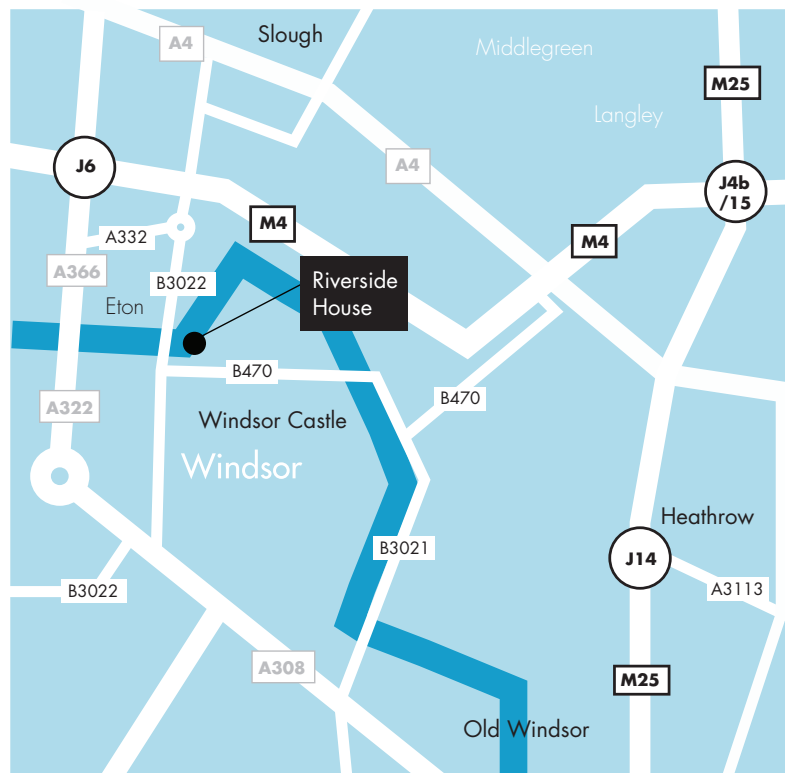 Slough
A4
Middlegreen
M25
Langley
J6
A4
J4b
/15
M4
A332
M4
A366
B3022
Riverside
House
Eton
B470
B470
A322
Windsor Castle
Windsor
Heathrow
B3021
J14
B3022
A3113
A308
M25
Old Windsor